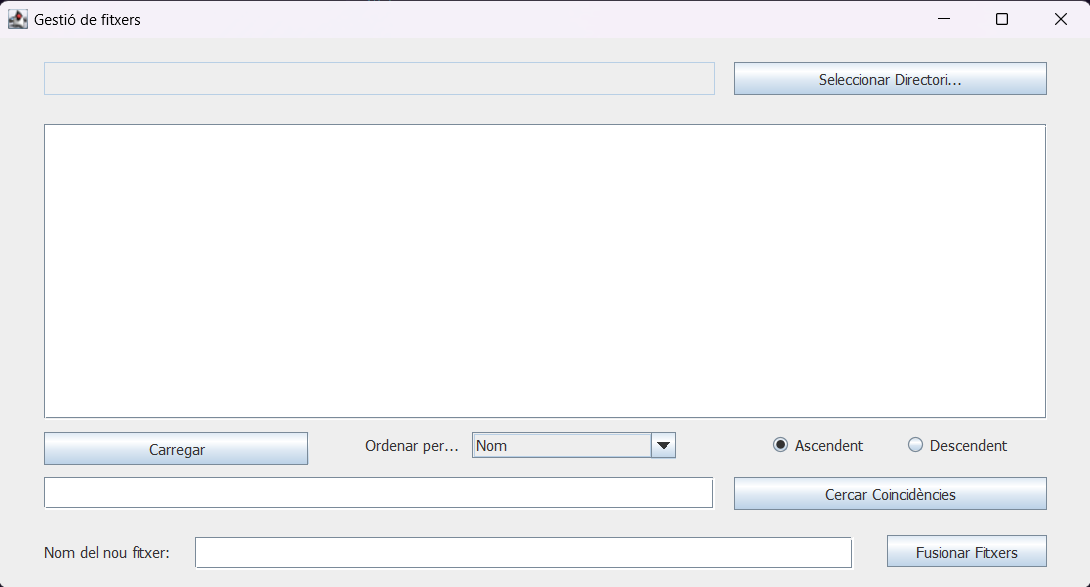 Gestió de fitxers
Seleccionar Directori...
Carregar
Ordenar per...
Nom
Ascendent
Descendent
Cercar Coincidències
Nom del nou fitxer:
Fusionar Fitxers